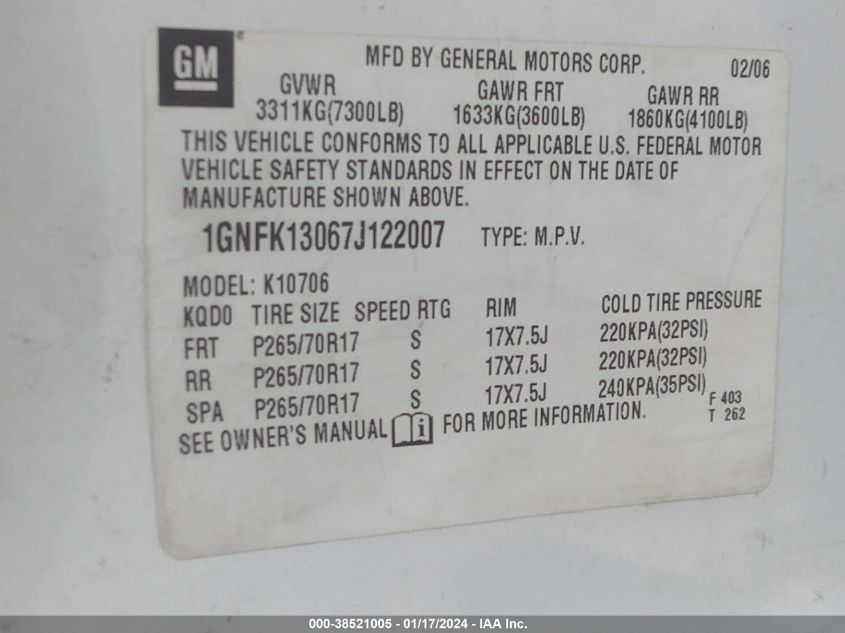 GM
MFD BY GENERAL MOTORS CORP. 02/06
GVWR GAWR FRT GAWR RR
3311KG(7300LB) 1633KG(3600LB) 1860KG(4100LB)
THIS VEHICLE CONFORMS TO ALL APPLICABLE U.S. FEDERAL MOTOR
VEHICLE SAFETY STANDARDS IN EFFECT ON THE DATE OF
MANUFACTURE SHOWN ABOVE.
1GNFK13067J122007 TYPE: M.P.V.
MODEL: K10706
KQD0 TIRE SIZE SPEED RTG RIM COLD TIRE PRESSURE
FRT P265/70R17 S 17X7.5J 220KPA(32PSI)
RR P265/70R17 S 17X7.5J 220KPA(32PSI)
SPA P265/70R17 S 17X7.5J 240KPA(35PSI) F 403
SEE OWNER'S MANUAL i FOR MORE INFORMATION. T 262
000-38521005 - 01/17/2024 - IAA Inc.